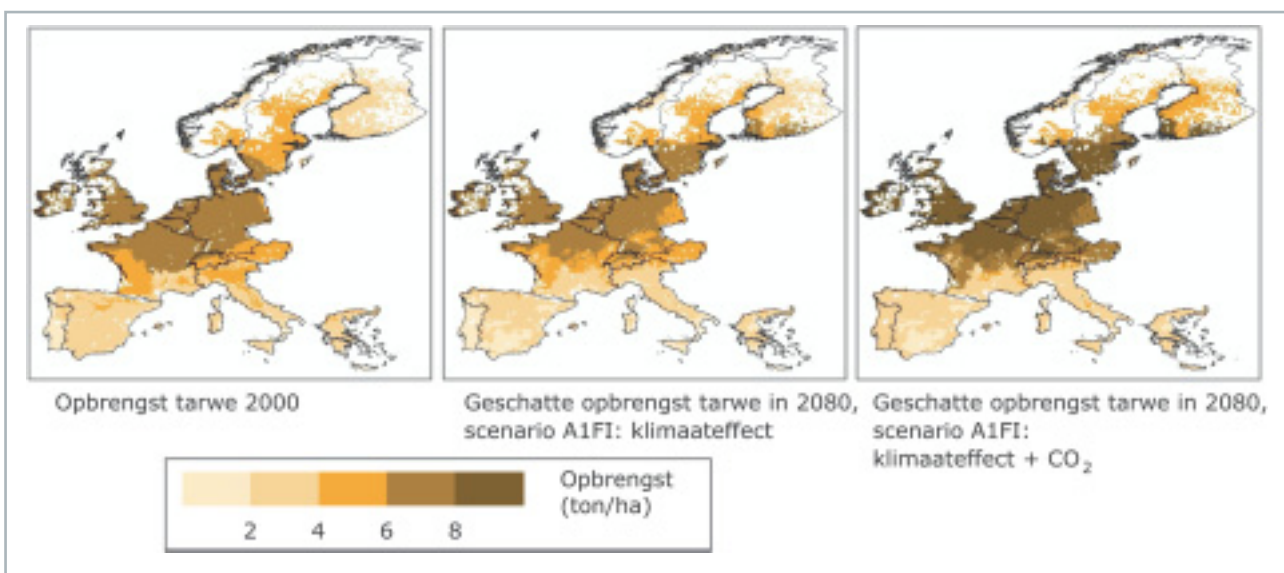 Opbrengst tarwe 2000
Geschatte opbrengst tarwe in 2080,
scenario A1FI: klimaateffect
Geschatte opbrengst tarwe in 2080,
scenario A1FI:
klimaateffect + CO₂
Opbrengst
(ton/ha)
2 4 6 8